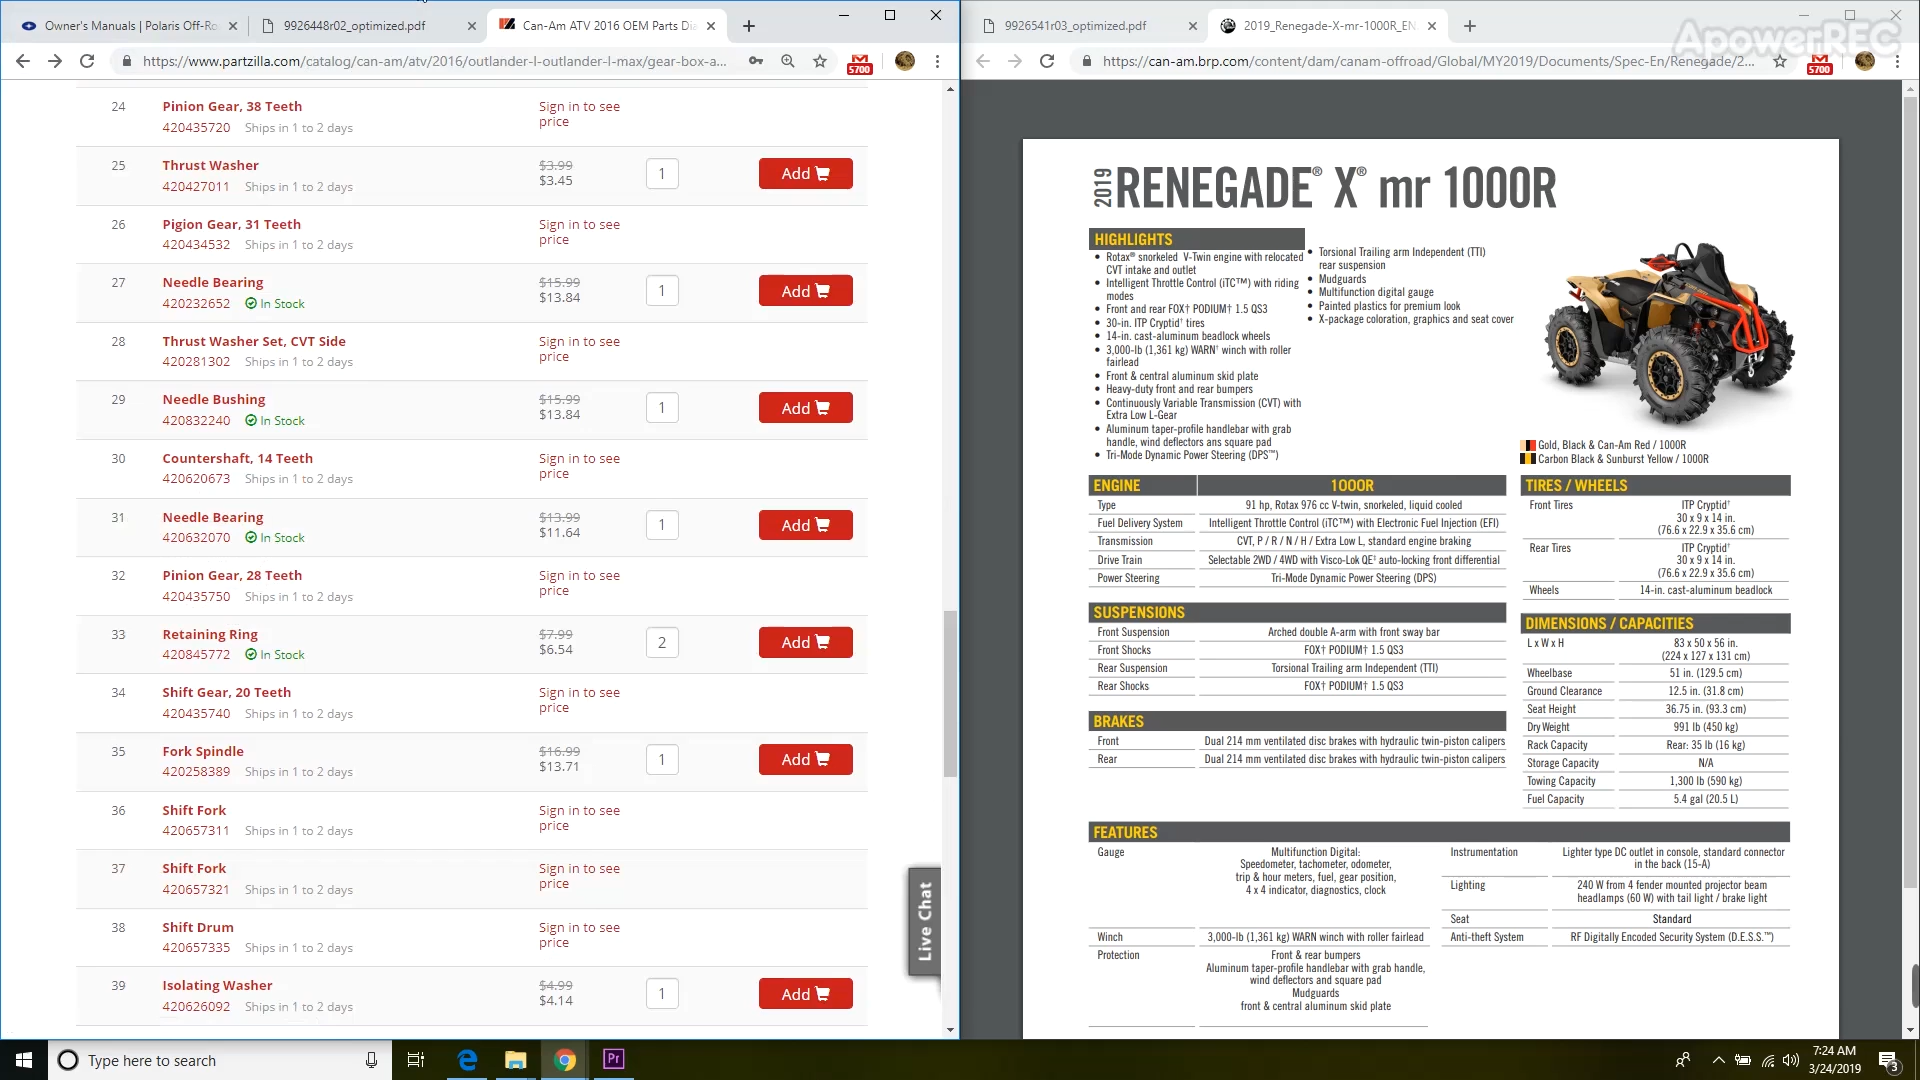 Owner's Manuals | Polaris Off-Ro
9926448r02_optimized.pdf
Can-Am ATV 2016 OEM Parts Dia
https://www.partzilla.com/catalog/can-am/atv/2016/outlander-l-outlander-l-max/gear-box-a...
5700
24
Pinion Gear, 38 Teeth
420435720 Ships in 1 to 2 days
Sign in to see
price
25
Thrust Washer
420427011 Ships in 1 to 2 days
$3.99
$3.45
1
Add
26
Pigion Gear, 31 Teeth
420434532 Ships in 1 to 2 days
Sign in to see
price
27
Needle Bearing
420232652 In Stock
$15.99
$13.84
1
Add
28
Thrust Washer Set, CVT Side
420281302 Ships in 1 to 2 days
Sign in to see
price
29
Needle Bushing
420832240 In Stock
$15.99
$13.84
1
Add
30
Countershaft, 14 Teeth
420620673 Ships in 1 to 2 days
Sign in to see
price
31
Needle Bearing
420632070 In Stock
$13.99
$11.64
1
Add
32
Pinion Gear, 28 Teeth
420435750 Ships in 1 to 2 days
Sign in to see
price
33
Retaining Ring
420845772 In Stock
$7.99
$6.54
2
Add
34
Shift Gear, 20 Teeth
420435740 Ships in 1 to 2 days
Sign in to see
price
35
Fork Spindle
420258389 Ships in 1 to 2 days
$16.99
$13.71
1
Add
36
Shift Fork
420657311 Ships in 1 to 2 days
Sign in to see
price
37
Shift Fork
420657321 Ships in 1 to 2 days
Sign in to see
price
38
Shift Drum
420657335 Ships in 1 to 2 days
Sign in to see
price
39
Isolating Washer
420626092 Ships in 1 to 2 days
$4.99
$4.14
1
Add
Live Chat
9926541r03_optimized.pdf
2019_Renegade-X-mr-1000R_EN
ApowerREC
https://can-am.brp.com/content/dam/canam-offroad/Global/MY2019/Documents/Spec-En/Renegade/2...
5700
2019 RENEGADE® X® mr 1000R
HIGHLIGHTS
• Rotax® snorkeled V-Twin engine with relocated
CVT intake and outlet
• Intelligent Throttle Control (iTC™) with riding
modes
• Front and rear FOX† PODIUM† 1.5 QS3
• 30-in. ITP Cryptid† tires
• 14-in. cast-aluminum beadlock wheels
• 3,000-lb (1,361 kg) WARN† winch with roller
fairlead
• Front & central aluminum skid plate
• Heavy-duty front and rear bumpers
• Continuously Variable Transmission (CVT) with
Extra Low L-Gear
• Aluminum taper-profile handlebar with grab
handle, wind deflectors ans square pad
• Tri-Mode Dynamic Power Steering (DPS™)
• Torsional Trailing arm Independent (TTI)
rear suspension
• Mudguards
• Multifunction digital gauge
• Painted plastics for premium look
• X-package coloration, graphics and seat cover
Gold, Black & Can-Am Red / 1000R
Carbon Black & Sunburst Yellow / 1000R
ENGINE 1000R
Type 91 hp, Rotax 976 cc V-twin, snorkeled, liquid cooled
Fuel Delivery System Intelligent Throttle Control (iTC™) with Electronic Fuel Injection (EFI)
Transmission CVT, P / R / N / H / Extra Low L, standard engine braking
Drive Train Selectable 2WD / 4WD with Visco-Lok QE‡ auto-locking front differential
Power Steering Tri-Mode Dynamic Power Steering (DPS)
SUSPENSIONS
Front Suspension Arched double A-arm with front sway bar
Front Shocks FOX† PODIUM† 1.5 QS3
Rear Suspension Torsional Trailing arm Independent (TTI)
Rear Shocks FOX† PODIUM† 1.5 QS3
BRAKES
Front Dual 214 mm ventilated disc brakes with hydraulic twin-piston calipers
Rear Dual 214 mm ventilated disc brakes with hydraulic twin-piston calipers
TIRES / WHEELS
Front Tires ITP Cryptid†
30 x 9 x 14 in.
(76.6 x 22.9 x 35.6 cm)
Rear Tires ITP Cryptid†
30 x 9 x 14 in.
(76.6 x 22.9 x 35.6 cm)
Wheels 14-in. cast-aluminum beadlock
DIMENSIONS / CAPACITIES
L x W x H 83 x 50 x 56 in.
(224 x 127 x 131 cm)
Wheelbase 51 in. (129.5 cm)
Ground Clearance 12.5 in. (31.8 cm)
Seat Height 36.75 in. (93.3 cm)
Dry Weight 991 lb (450 kg)
Rack Capacity Rear: 35 lb (16 kg)
Storage Capacity N/A
Towing Capacity 1,300 lb (590 kg)
Fuel Capacity 5.4 gal (20.5 L)
FEATURES
Gauge Multifunction Digital:
Speedometer, tachometer, odometer,
trip & hour meters, fuel, gear position,
4 x 4 indicator, diagnostics, clock
Winch 3,000-lb (1,361 kg) WARN winch with roller fairlead
Protection Front & rear bumpers
Aluminum taper-profile handlebar with grab handle,
wind deflectors and square pad
Mudguards
front & central aluminum skid plate
Instrumentation Lighter type DC outlet in console, standard connector
in the back (15-A)
Lighting 240 W from 4 fender mounted projector beam
headlamps (60 W) with tail light / brake light
Seat Standard
Anti-theft System RF Digitally Encoded Security System (D.E.S.S.™)
Type here to search
Pr
7:24 AM
3/24/2019
3